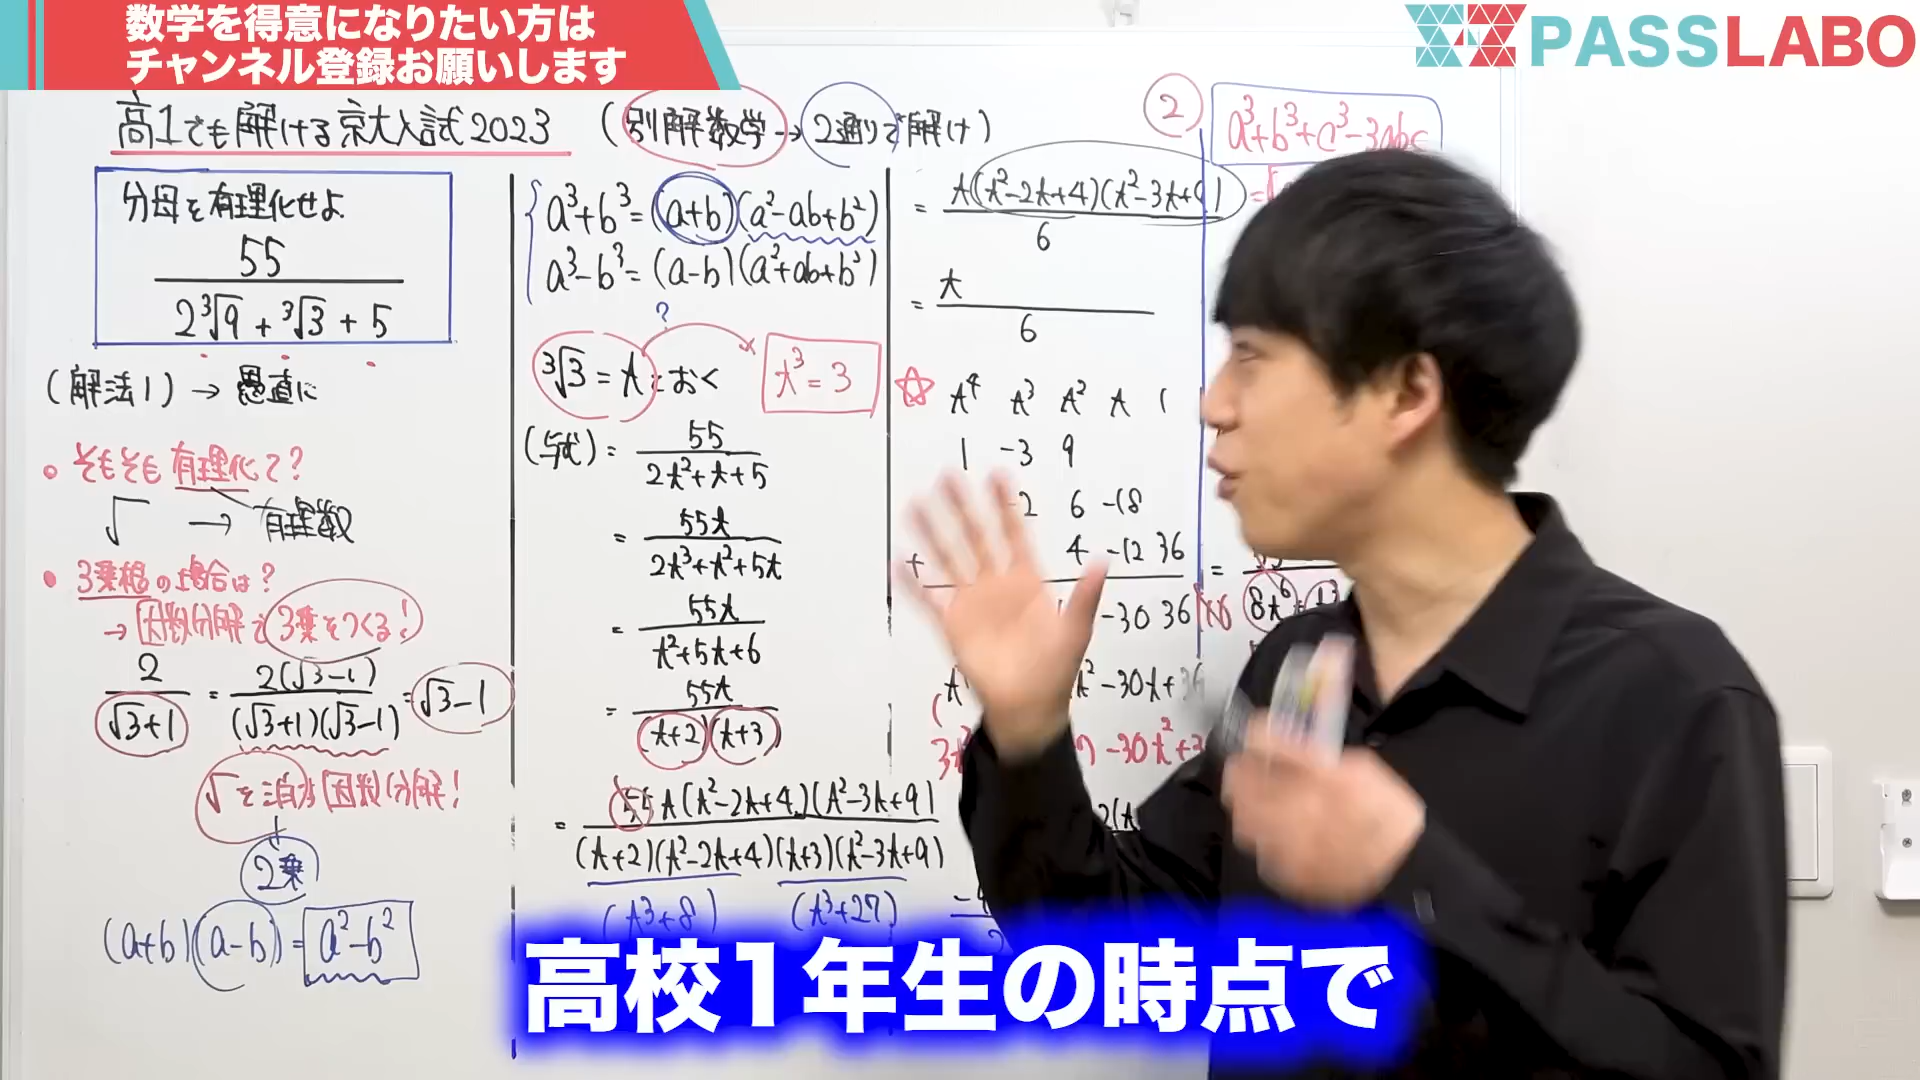 数学を得意になりたい方は
チャンネル登録お願いします
PASSLABO
高1でも解ける京大入試2023 (別解数学→2通りで解け)
分母を有理化せよ.
55
2∛9 + ∛3 + 5
(解法1) → 愚直に
• そもそも有理化て?
√ → 有理数
• 3乗根の場合は?
→ 因数分解で3乗をつくる!
2/(√3+1) = 2(√3-1)/((√3+1)(√3-1)) = √3-1
√を消す因数分解!
2乗
(a+b)(a-b) = a²-b²
a³+b³ = (a+b)(a²-ab+b²)
a³-b³ = (a-b)(a²+ab+b²)
?
∛3 = t とおく t³ = 3
(与式) = 55/(2t²+t+5)
= 55t/(2t³+t²+5t)
= 55t/(t²+5t+6)
= 55t/((t+2)(t+3))
= 55t(t²-2t+4)(t²-3t+9)/((t+2)(t²-2t+4)(t+3)(t²-3t+9))
(t³+8) (t³+27)
= t(t²-2t+4)(t²-3t+9)/6
= t/6
☆ t⁴ t³ t² t 1
1 -3 9
-2 6 -18
+ 4 -12 36
-30 36
-30t+36
-30t²+
2
a³+b³+c³-3abc
=
8t⁶
高校1年生の時点で